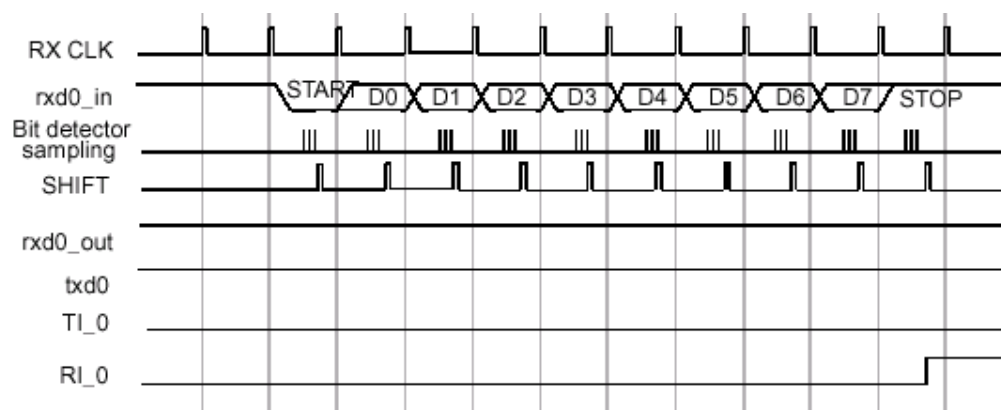 RX CLK
rxd0_in START D0 D1 D2 D3 D4 D5 D6 D7 STOP
Bit detector
sampling
SHIFT
rxd0_out
txd0
TI_0
RI_0